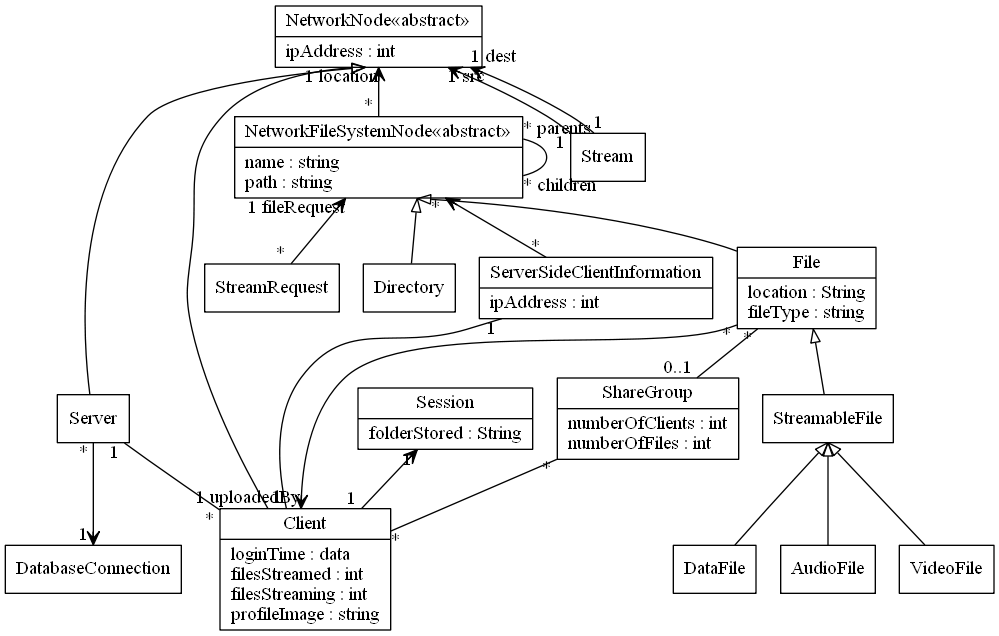 NetworkNode«abstract»
ipAddress : int
1 dest
1 location
1 src
*
* parents
1
1
NetworkFileSystemNode«abstract»
name : string
path : string
Stream
* children
1 fileRequest
*
*
*
StreamRequest
Directory
ServerSideClientInformation
ipAddress : int
File
location : String
fileType : string
1
*
*
0..1
Server
Session
folderStored : String
ShareGroup
numberOfClients : int
numberOfFiles : int
StreamableFile
*
1
1
*
1
1 uploadedBy
1
1
*
*
DatabaseConnection
Client
loginTime : data
filesStreamed : int
filesStreaming : int
profileImage : string
DataFile
AudioFile
VideoFile